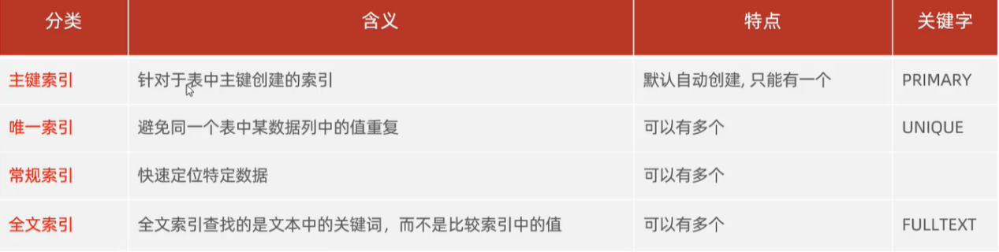 分类 含义 特点 关键字
主键索引 针对于表中主键创建的索引 默认自动创建, 只能有一个 PRIMARY
唯一索引 避免同一个表中某数据列中的值重复 可以有多个 UNIQUE
常规索引 快速定位特定数据 可以有多个
全文索引 全文索引查找的是文本中的关键词，而不是比较索引中的值 可以有多个 FULLTEXT